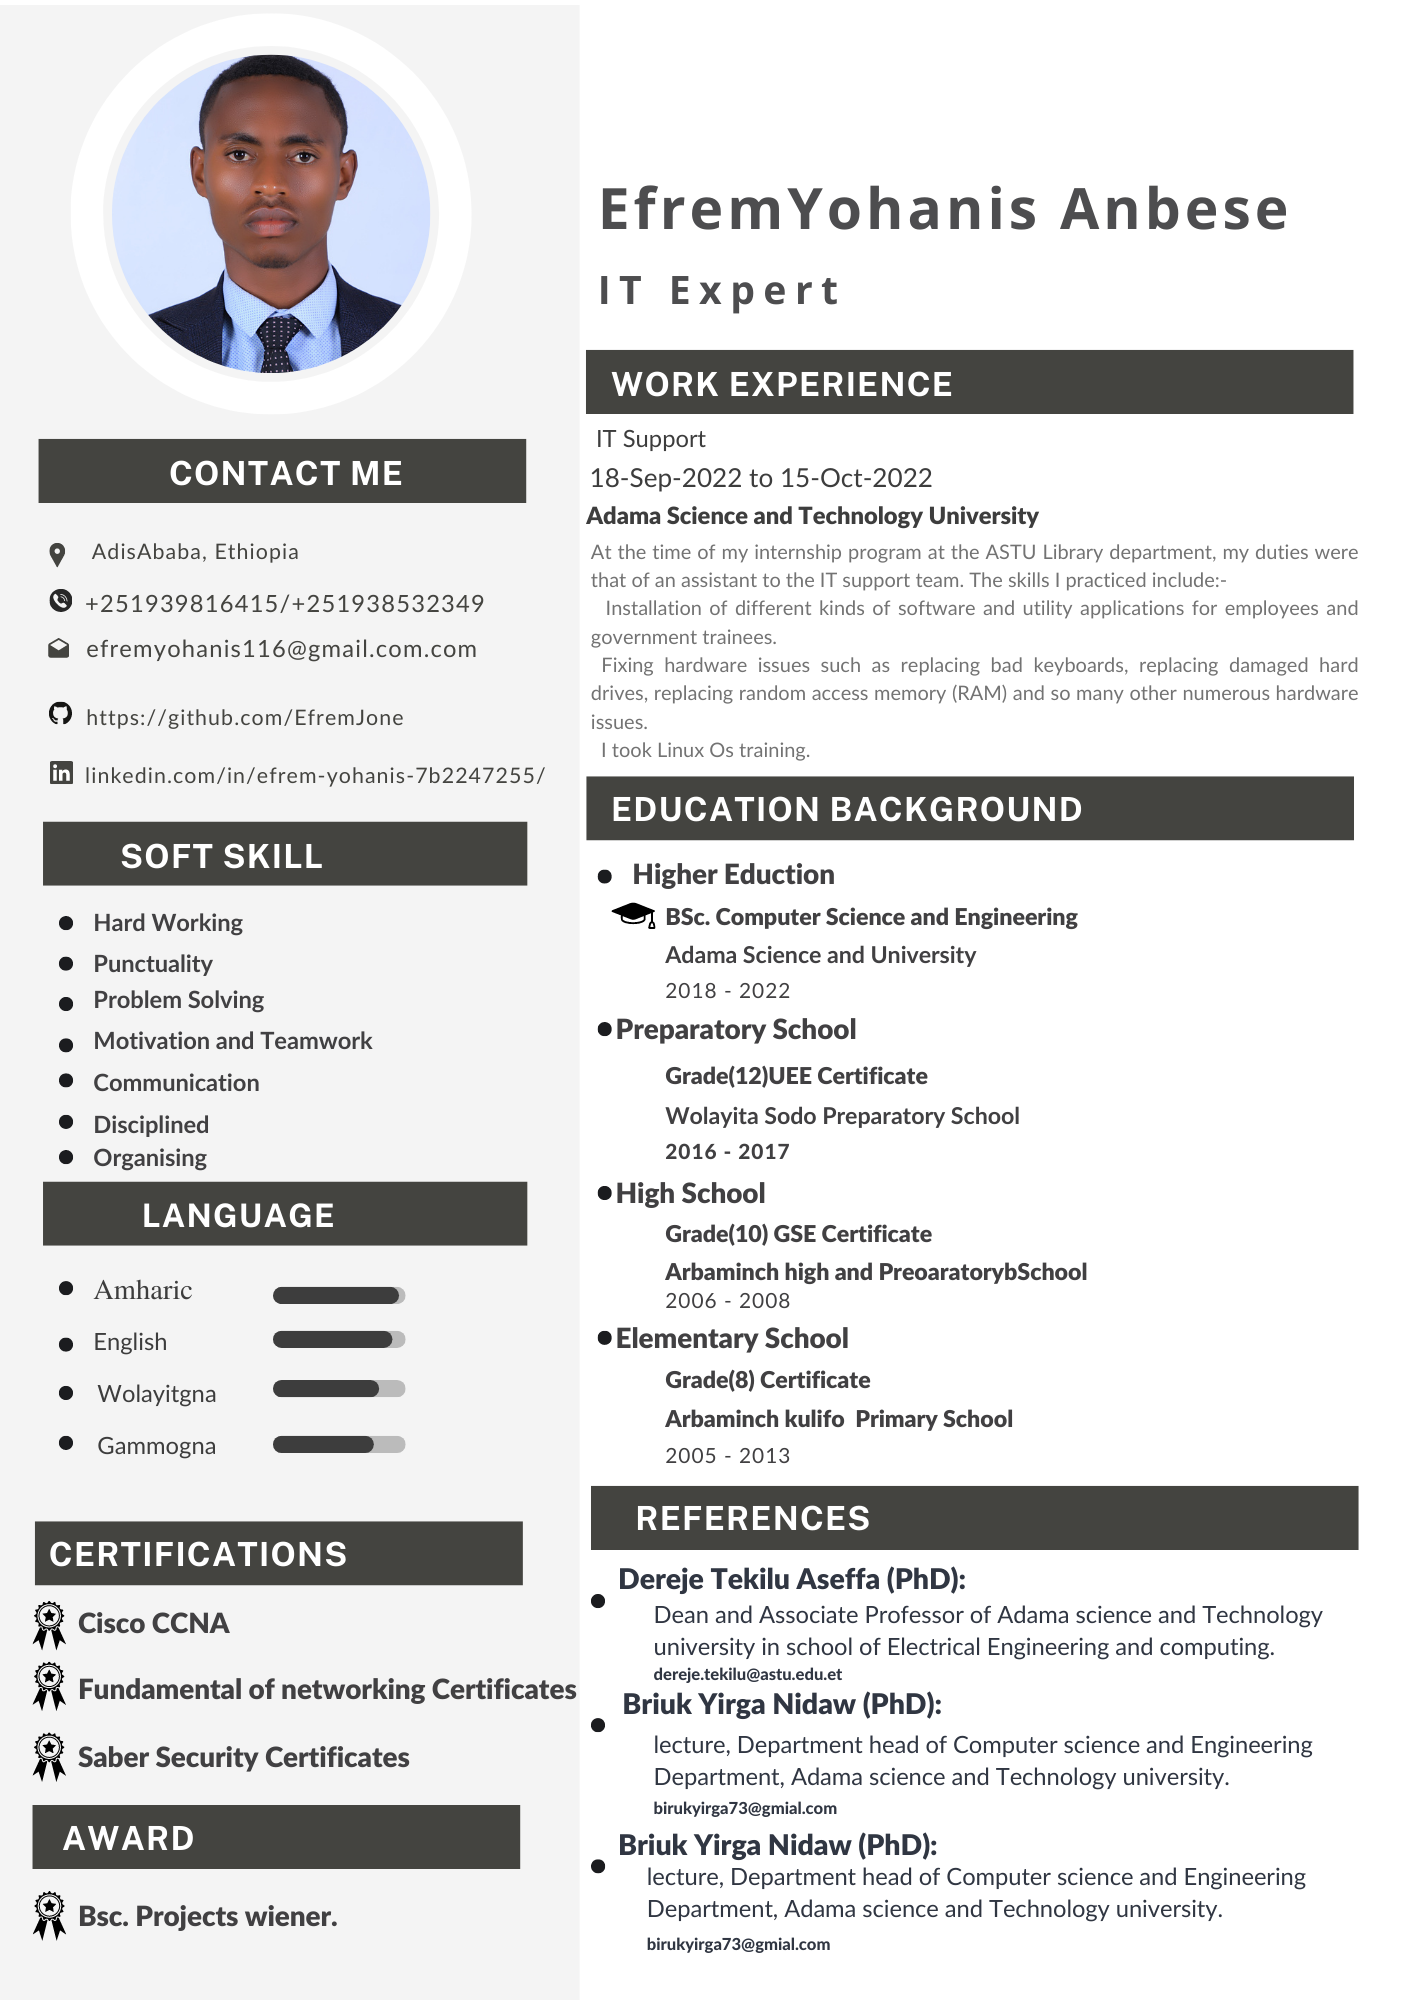 EfremYohanis Anbese
IT Expert
CONTACT ME
AdisAbaba, Ethiopia
+251939816415/+251938532349
efremyohanis116@gmail.com.com
https://github.com/EfremJone
linkedin.com/in/efrem-yohanis-7b2247255/
SOFT SKILL
Hard Working
Punctuality
Problem Solving
Motivation and Teamwork
Communication
Disciplined
Organising
LANGUAGE
Amharic
English
Wolayitgna
Gammogna
CERTIFICATIONS
Cisco CCNA
Fundamental of networking Certificates
Saber Security Certificates
AWARD
Bsc. Projects wiener.
WORK EXPERIENCE
IT Support
18-Sep-2022 to 15-Oct-2022
Adama Science and Technology University
At the time of my internship program at the ASTU Library department, my duties were
that of an assistant to the IT support team. The skills I practiced include:-
Installation of different kinds of software and utility applications for employees and
government trainees.
Fixing hardware issues such as replacing bad keyboards, replacing damaged hard
drives, replacing random access memory (RAM) and so many other numerous hardware
issues.
I took Linux Os training.
EDUCATION BACKGROUND
Higher Eduction
BSc. Computer Science and Engineering
Adama Science and University
2018 - 2022
Preparatory School
Grade(12)UEE Certificate
Wolayita Sodo Preparatory School
2016 - 2017
High School
Grade(10) GSE Certificate
Arbaminch high and PreoaratorybSchool
2006 - 2008
Elementary School
Grade(8) Certificate
Arbaminch kulifo Primary School
2005 - 2013
REFERENCES
Dereje Tekilu Aseffa (PhD):
Dean and Associate Professor of Adama science and Technology
university in school of Electrical Engineering and computing.
dereje.tekilu@astu.edu.et
Briuk Yirga Nidaw (PhD):
lecture, Department head of Computer science and Engineering
Department, Adama science and Technology university.
birukyirga73@gmial.com
Briuk Yirga Nidaw (PhD):
lecture, Department head of Computer science and Engineering
Department, Adama science and Technology university.
birukyirga73@gmial.com